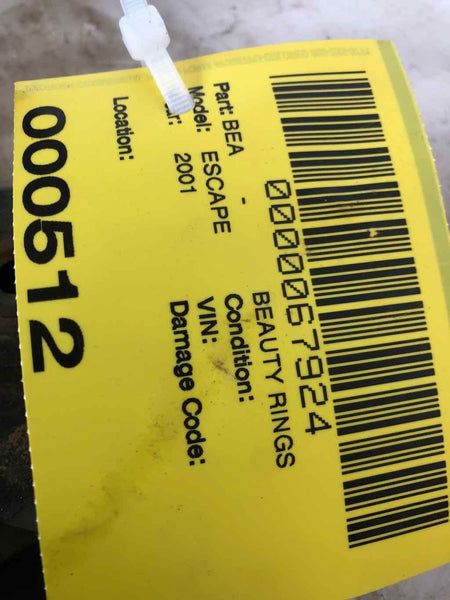 0000067924
Part: BEA - BEAUTY RINGS
Model: ESCAPE Condition:
2001 VIN:
Damage Code:
Location:
000512